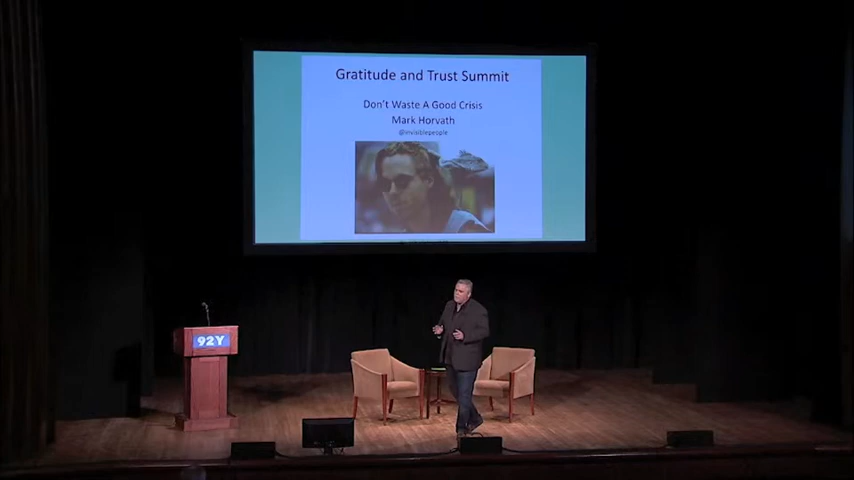 Gratitude and Trust Summit
Don't Waste A Good Crisis
Mark Horvath
@invisiblepeople
92Y